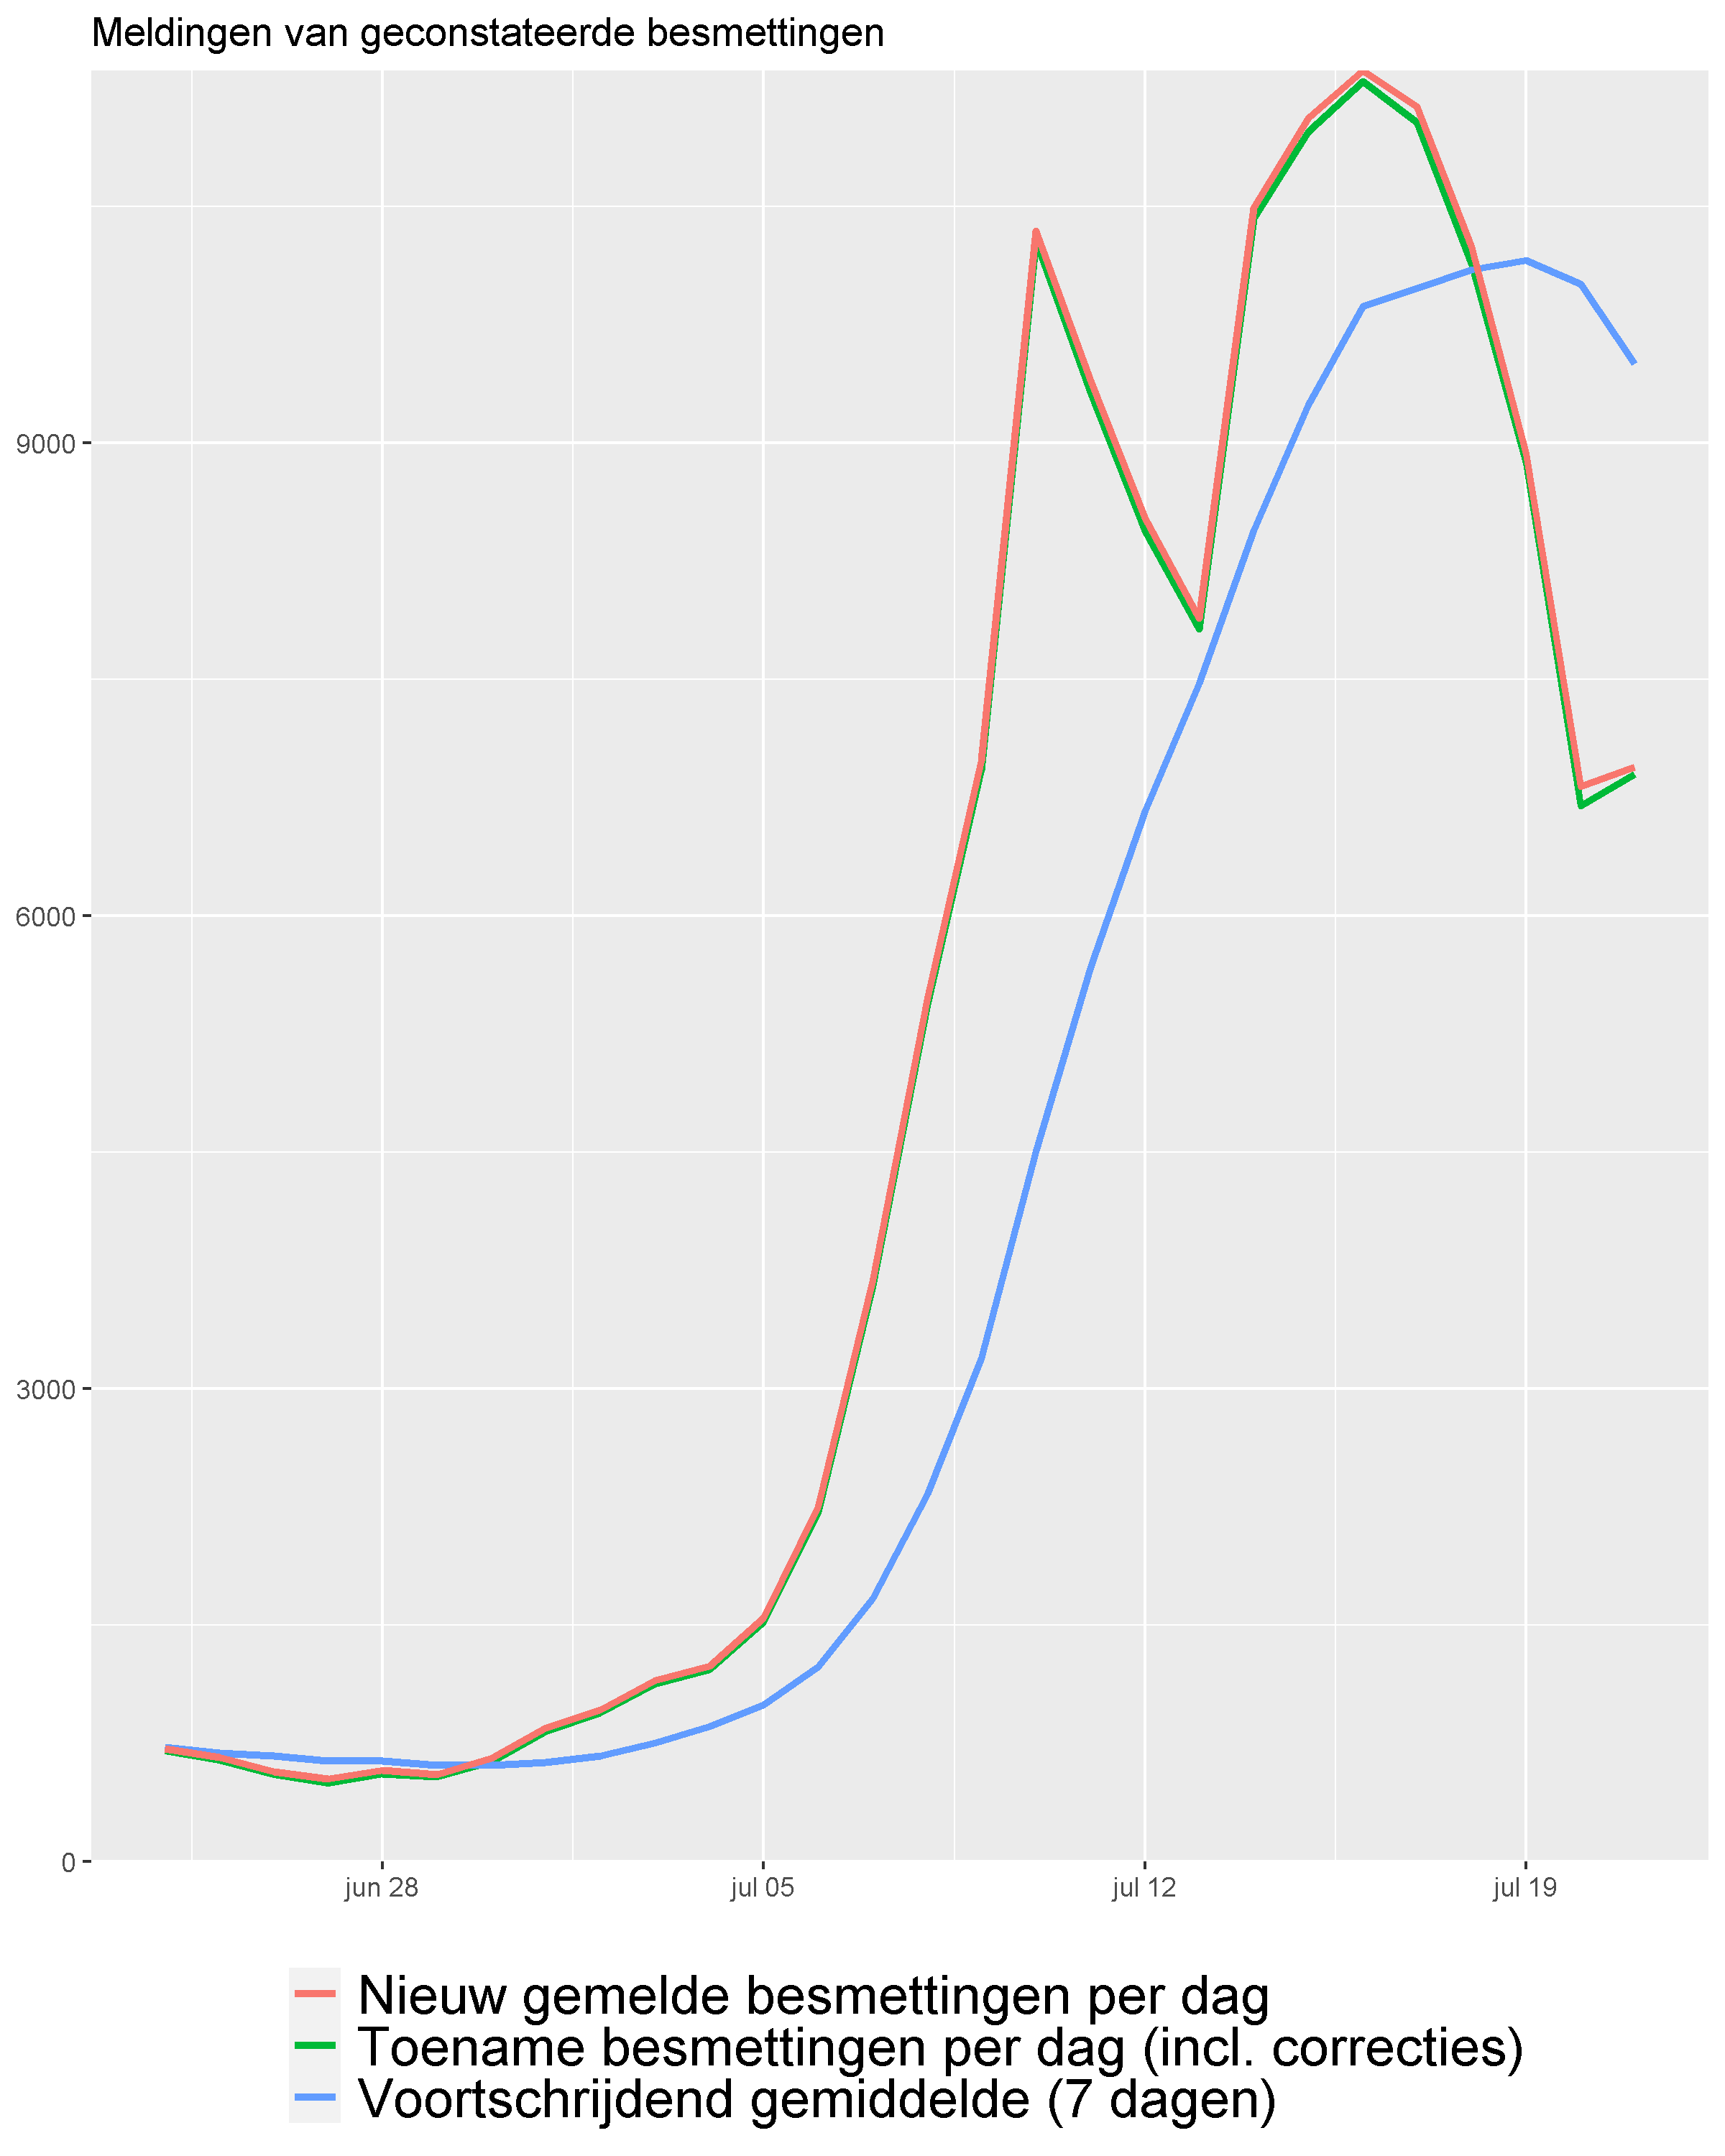 Meldingen van geconstateerde besmettingen
9000
6000
3000
0
jun 28
jul 05
jul 12
jul 19
Nieuw gemelde besmettingen per dag
Toename besmettingen per dag (incl. correcties)
Voortschrijdend gemiddelde (7 dagen)